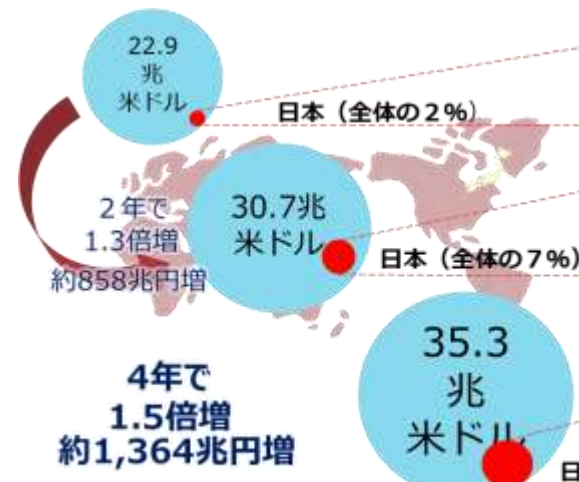 22.9
兆
米ドル
日本（全体の２%）
２年で
1.3倍増
約858兆円増
30.7兆
米ドル
日本（全体の７%）
35.3
兆
米ドル
4年で
1.5倍増
約1,364兆円増
日